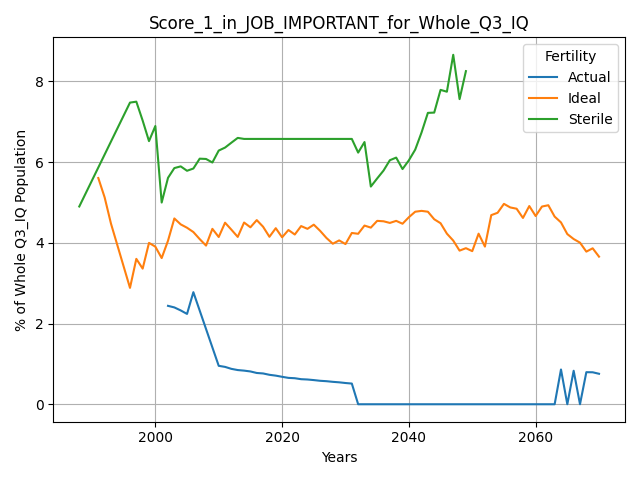 Score_1_in_JOB_IMPORTANT_for_Whole_Q3_IQ
% of Whole Q3_IQ Population
8
6
4
2
0
Fertility
Actual
Ideal
Sterile
2000
2020
2040
2060
Years